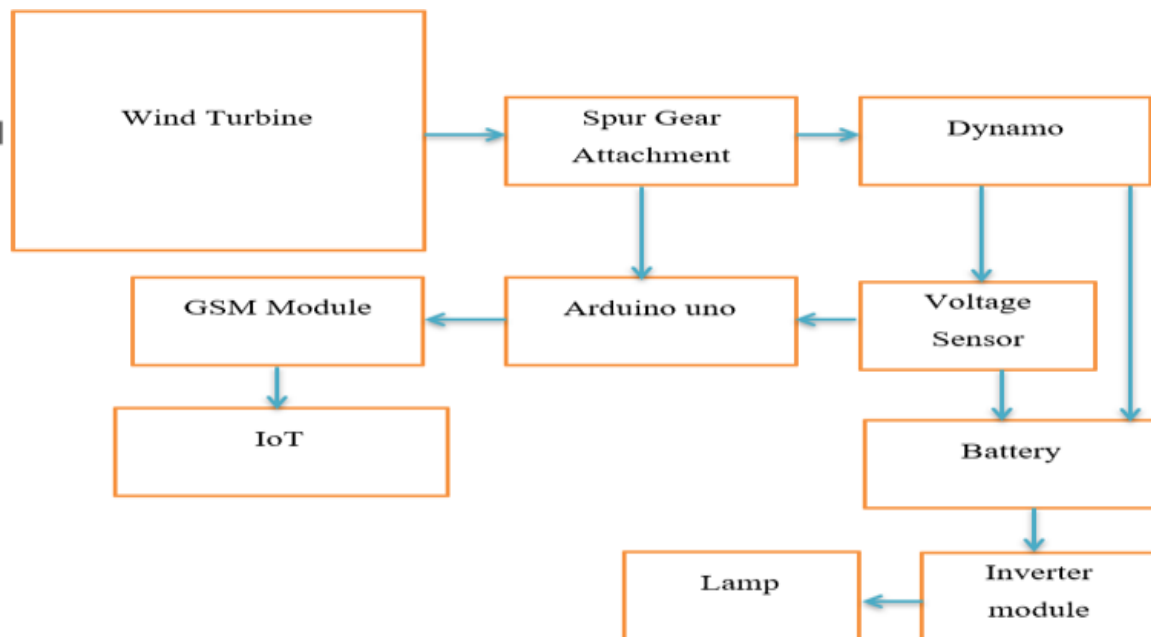 Wind Turbine
Spur Gear
Attachment
Dynamo
GSM Module
Arduino uno
Voltage
Sensor
IoT
Battery
Lamp
Inverter
module